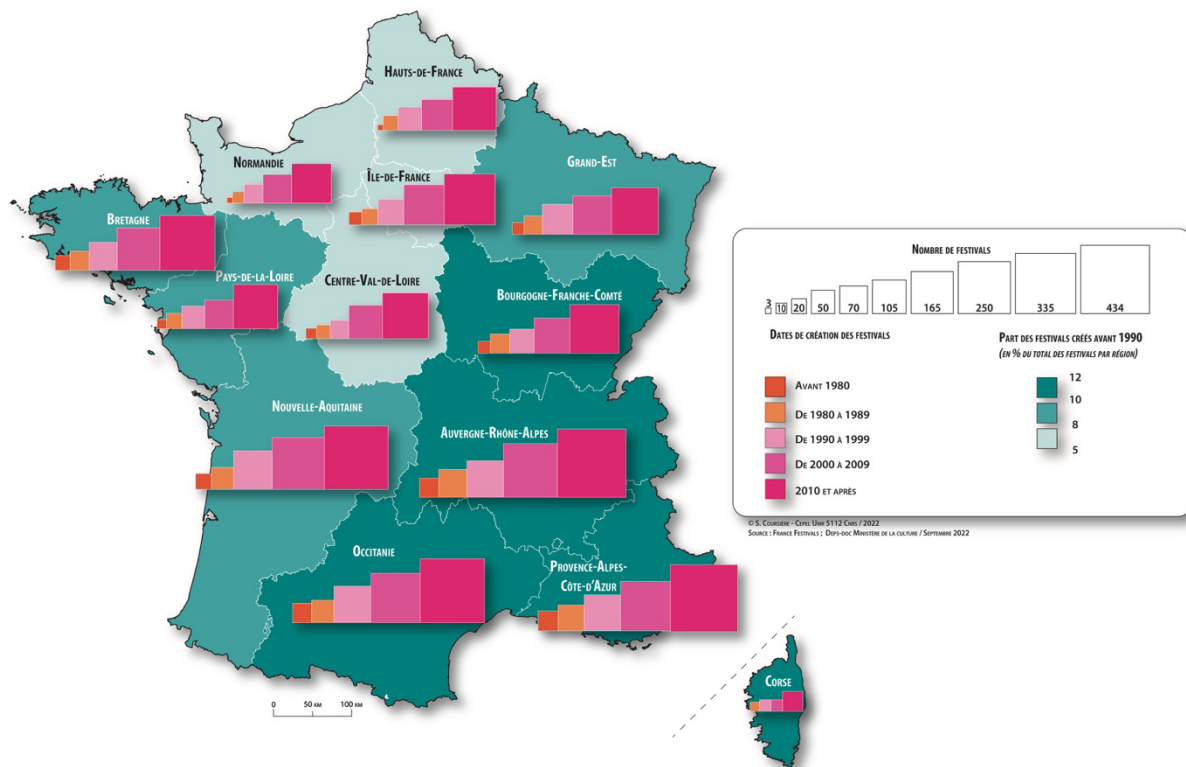 Hauts-de-France
Normandie
Île-de-France
Grand-Est
Bretagne
Pays-de-la-Loire
Centre-Val-de-Loire
Bourgogne-Franche-Comté
Nouvelle-Aquitaine
Auvergne-Rhône-Alpes
Occitanie
Provence-Alpes-
Côte-d'Azur
Corse
0 50 km 100 km
Nombre de festivals
3 10 20 50 70 105 165 250 335 434
Dates de création des festivals
Avant 1980
De 1980 à 1989
De 1990 à 1999
De 2000 à 2009
2010 et après
Part des festivals créés avant 1990
(en % du total des festivals par région)
12
10
8
5
© S. Coursière - Cepel Umr 5112 Cnrs / 2022
Source : France Festivals ; Deps-doc Ministère de la culture / Septembre 2022